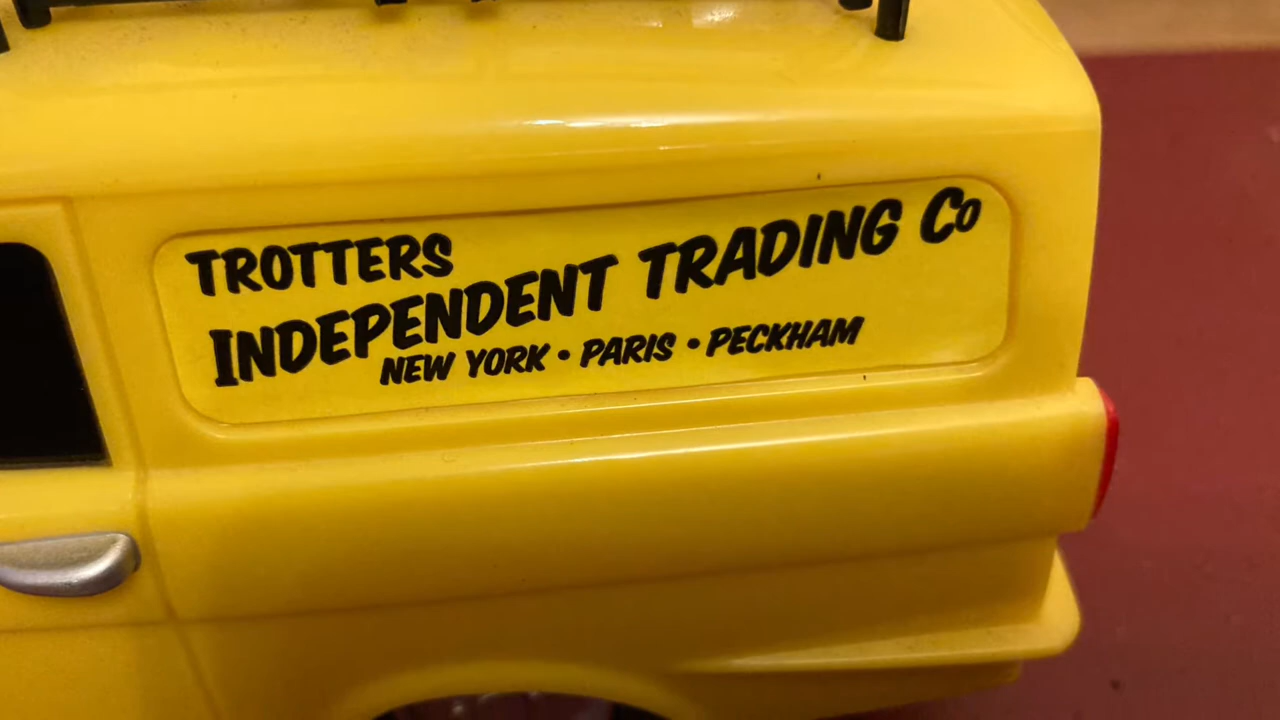 TROTTERS
INDEPENDENT TRADING Co
NEW YORK • PARIS • PECKHAM